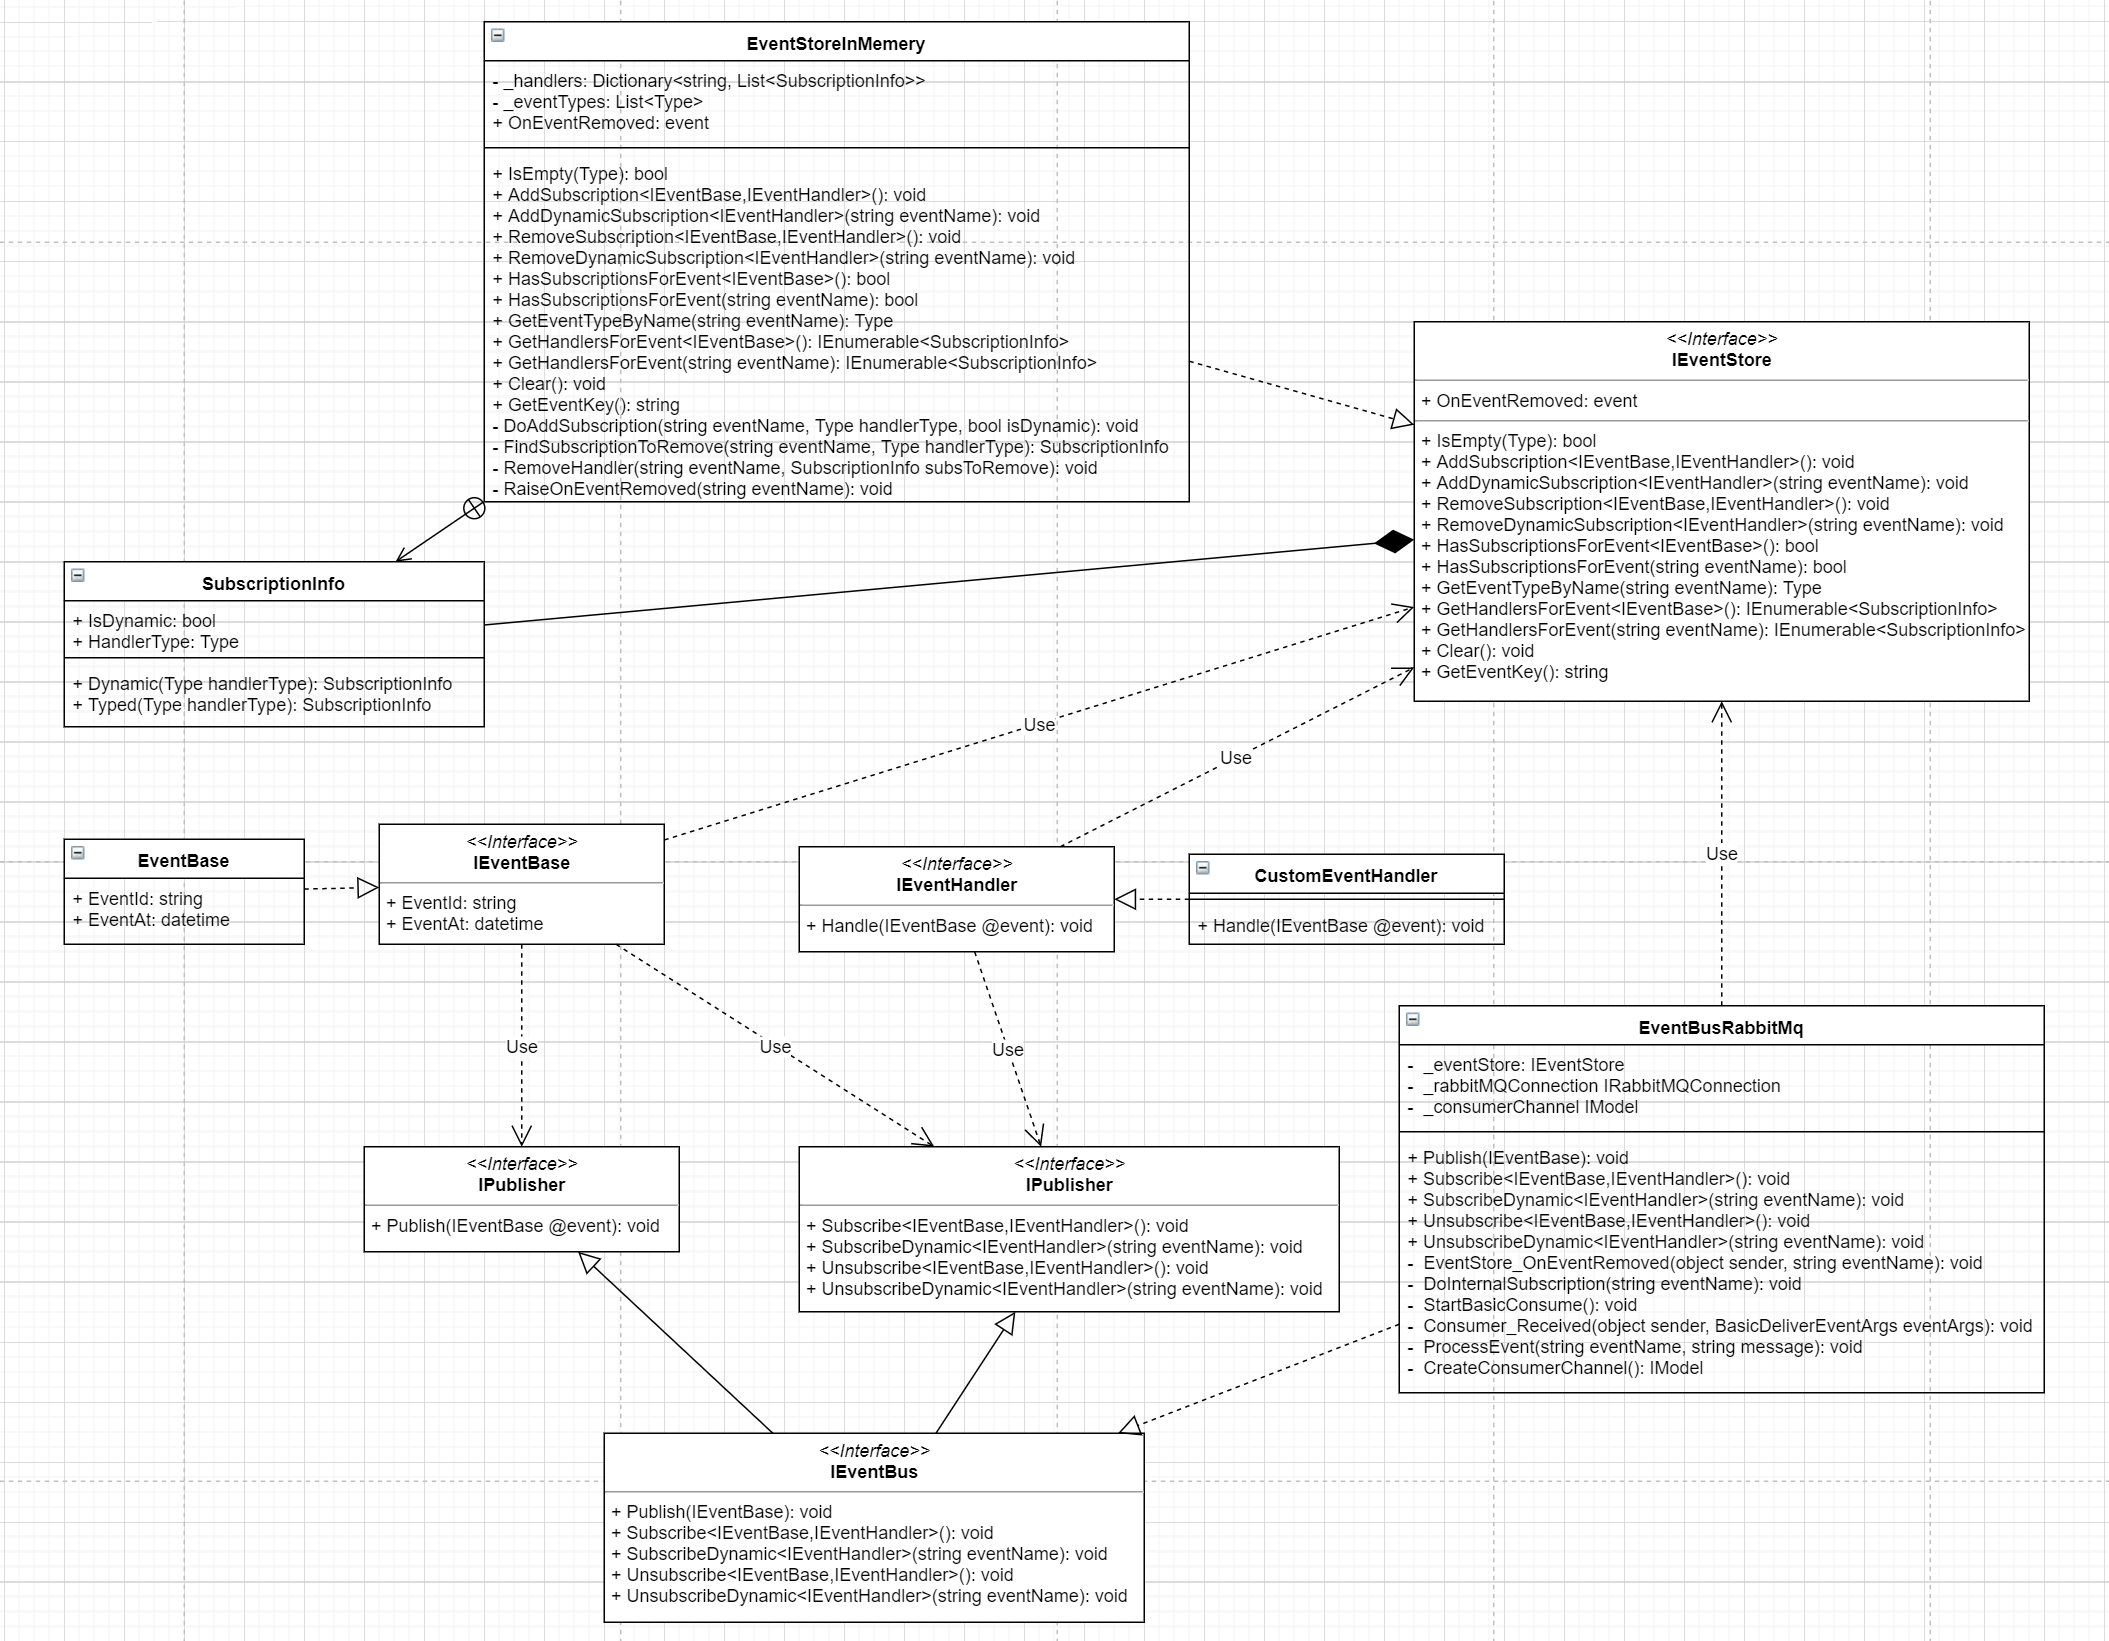 EventStoreInMemery
- _handlers: Dictionary<string, List<SubscriptionInfo>>
- _eventTypes: List<Type>
+ OnEventRemoved: event
+ IsEmpty(Type): bool
+ AddSubscription<IEventBase,IEventHandler>(): void
+ AddDynamicSubscription<IEventHandler>(string eventName): void
+ RemoveSubscription<IEventBase,IEventHandler>(): void
+ RemoveDynamicSubscription<IEventHandler>(string eventName): void
+ HasSubscriptionsForEvent<IEventBase>(): bool
+ HasSubscriptionsForEvent(string eventName): bool
+ GetEventTypeByName(string eventName): Type
+ GetHandlersForEvent<IEventBase>(): IEnumerable<SubscriptionInfo>
+ GetHandlersForEvent(string eventName): IEnumerable<SubscriptionInfo>
+ Clear(): void
+ GetEventKey(): string
- DoAddSubscription(string eventName, Type handlerType, bool isDynamic): void
- FindSubscriptionToRemove(string eventName, Type handlerType): SubscriptionInfo
- RemoveHandler(string eventName, SubscriptionInfo subsToRemove): void
- RaiseOnEventRemoved(string eventName): void
<<Interface>>
IEventStore
+ OnEventRemoved: event
+ IsEmpty(Type): bool
+ AddSubscription<IEventBase,IEventHandler>(): void
+ AddDynamicSubscription<IEventHandler>(string eventName): void
+ RemoveSubscription<IEventBase,IEventHandler>(): void
+ RemoveDynamicSubscription<IEventHandler>(string eventName): void
+ HasSubscriptionsForEvent<IEventBase>(): bool
+ HasSubscriptionsForEvent(string eventName): bool
+ GetEventTypeByName(string eventName): Type
+ GetHandlersForEvent<IEventBase>(): IEnumerable<SubscriptionInfo>
+ GetHandlersForEvent(string eventName): IEnumerable<SubscriptionInfo>
+ Clear(): void
+ GetEventKey(): string
SubscriptionInfo
+ IsDynamic: bool
+ HandlerType: Type
+ Dynamic(Type handlerType): SubscriptionInfo
+ Typed(Type handlerType): SubscriptionInfo
Use
Use
Use
EventBase
+ EventId: string
+ EventAt: datetime
<<Interface>>
IEventBase
+ EventId: string
+ EventAt: datetime
<<Interface>>
IEventHandler
+ Handle(IEventBase @event): void
CustomEventHandler
+ Handle(IEventBase @event): void
Use
Use
Use
EventBusRabbitMq
- _eventStore: IEventStore
- _rabbitMQConnection IRabbitMQConnection
- _consumerChannel IModel
+ Publish(IEventBase): void
+ Subscribe<IEventBase,IEventHandler>(): void
+ SubscribeDynamic<IEventHandler>(string eventName): void
+ Unsubscribe<IEventBase,IEventHandler>(): void
+ UnsubscribeDynamic<IEventHandler>(string eventName): void
- EventStore_OnEventRemoved(object sender, string eventName): void
- DoInternalSubscription(string eventName): void
- StartBasicConsume(): void
- Consumer_Received(object sender, BasicDeliverEventArgs eventArgs): void
- ProcessEvent(string eventName, string message): void
- CreateConsumerChannel(): IModel
<<Interface>>
IPublisher
+ Publish(IEventBase @event): void
<<Interface>>
IPublisher
+ Subscribe<IEventBase,IEventHandler>(): void
+ SubscribeDynamic<IEventHandler>(string eventName): void
+ Unsubscribe<IEventBase,IEventHandler>(): void
+ UnsubscribeDynamic<IEventHandler>(string eventName): void
<<Interface>>
IEventBus
+ Publish(IEventBase): void
+ Subscribe<IEventBase,IEventHandler>(): void
+ SubscribeDynamic<IEventHandler>(string eventName): void
+ Unsubscribe<IEventBase,IEventHandler>(): void
+ UnsubscribeDynamic<IEventHandler>(string eventName): void